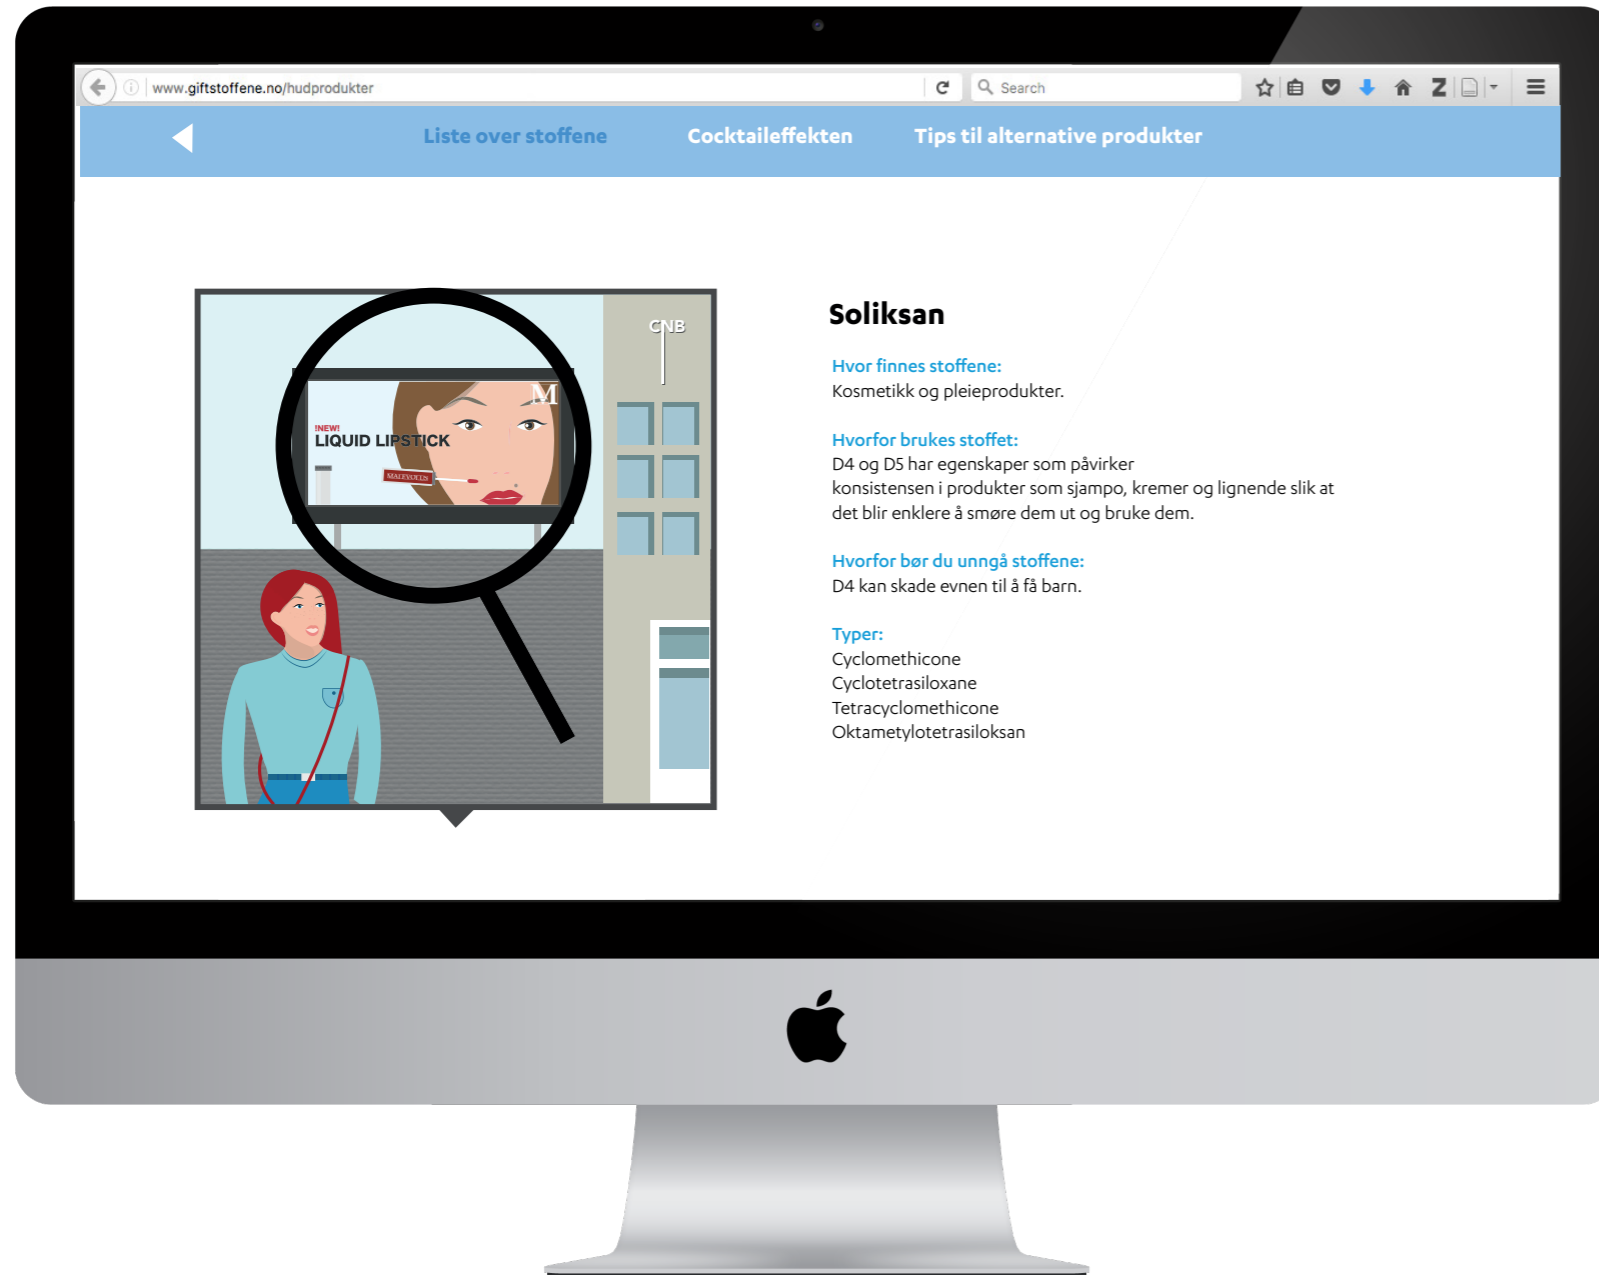 www.giftstoffene.no/hudprodukter
Search
Liste over stoffene
Cocktaileffekten
Tips til alternative produkter
CNB
M
!NEW!
LIQUID LIPSTICK
Soliksan
Hvor finnes stoffene:
Kosmetikk og pleieprodukter.
Hvorfor brukes stoffet:
D4 og D5 har egenskaper som påvirker
konsistensen i produkter som sjampo, kremer og lignende slik at
det blir enklere å smøre dem ut og bruke dem.
Hvorfor bør du unngå stoffene:
D4 kan skade evnen til å få barn.
Typer:
Cyclomethicone
Cyclotetrasiloxane
Tetracyclomethicone
Oktametylotetrasiloksan